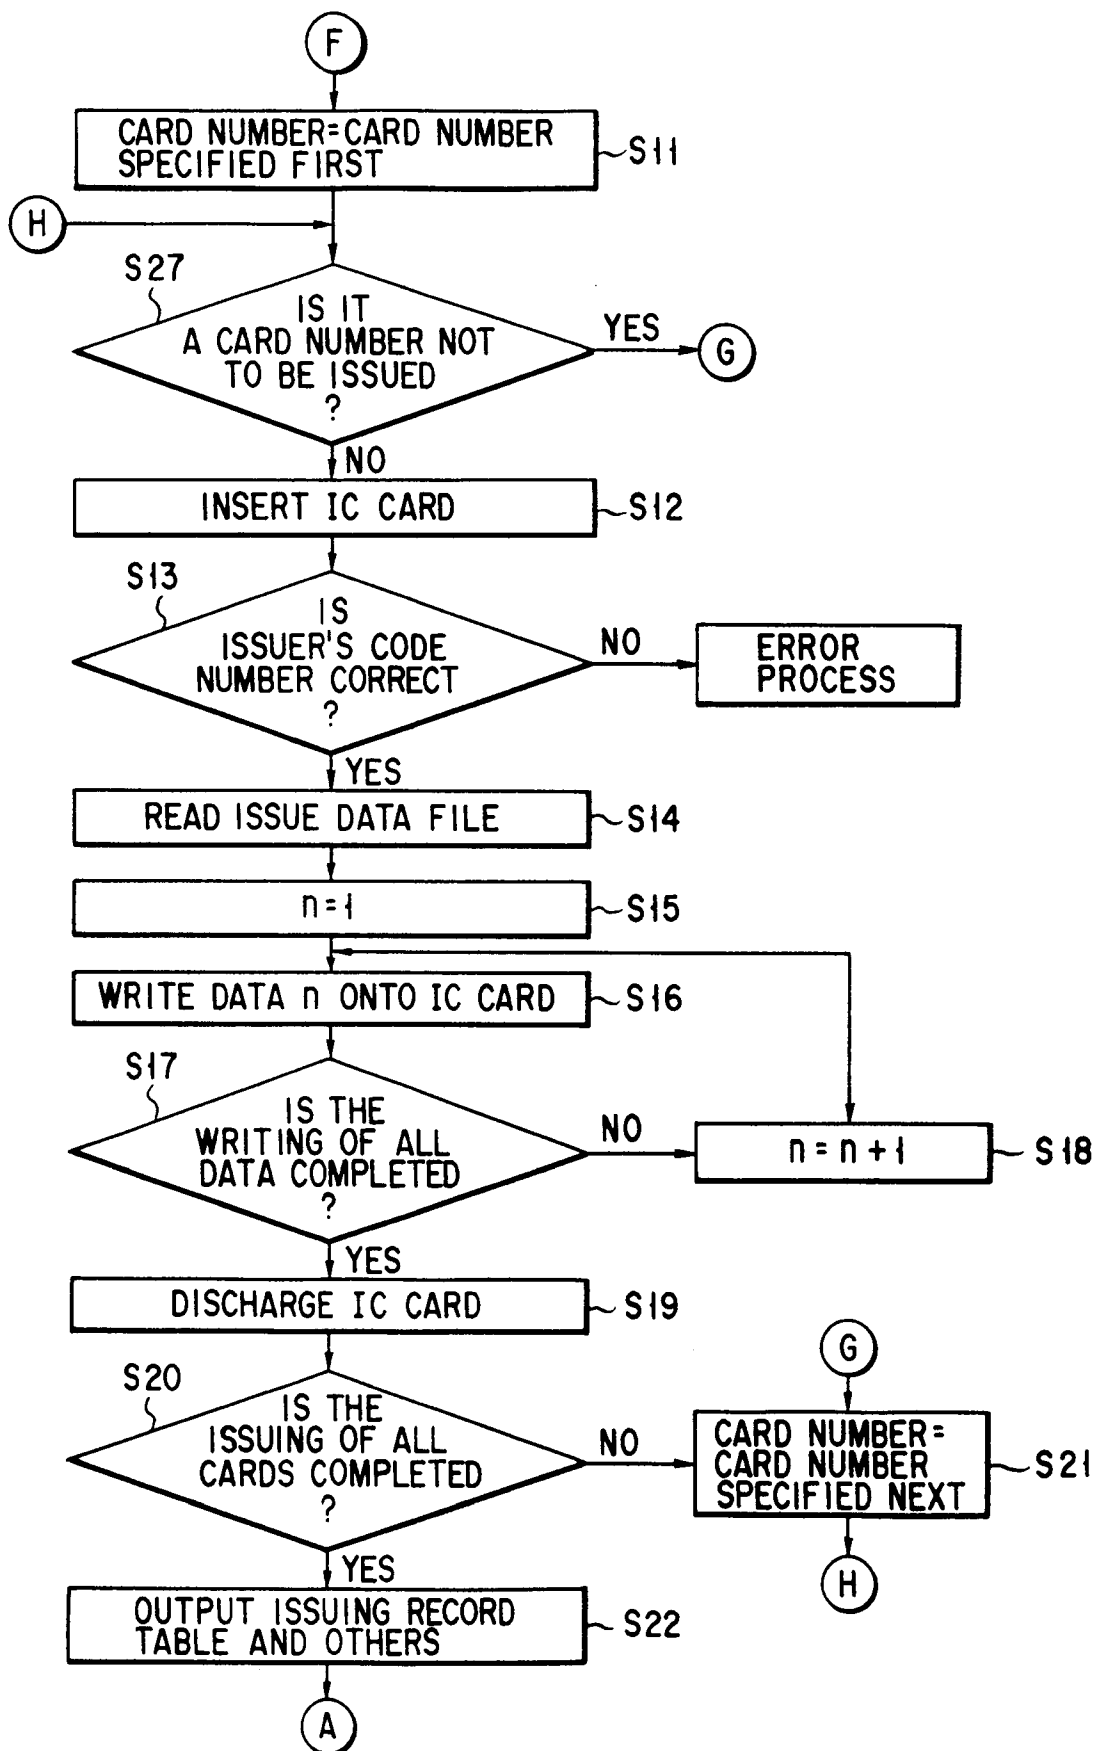 F
CARD NUMBER=CARD NUMBER
SPECIFIED FIRST
S11
H
S27
IS IT
A CARD NUMBER NOT
TO BE ISSUED
?
YES
G
NO
INSERT IC CARD
S12
S13
IS
ISSUER'S CODE
NUMBER CORRECT
?
NO
ERROR
PROCESS
YES
READ ISSUE DATA FILE
S14
n=1
S15
WRITE DATA n ONTO IC CARD
S16
S17
IS THE
WRITING OF ALL
DATA COMPLETED
?
NO
n=n+1
S18
YES
DISCHARGE IC CARD
S19
S20
IS THE
ISSUING OF ALL
CARDS COMPLETED
?
NO
G
CARD NUMBER=
CARD NUMBER
SPECIFIED NEXT
S21
H
YES
OUTPUT ISSUING RECORD
TABLE AND OTHERS
S22
A